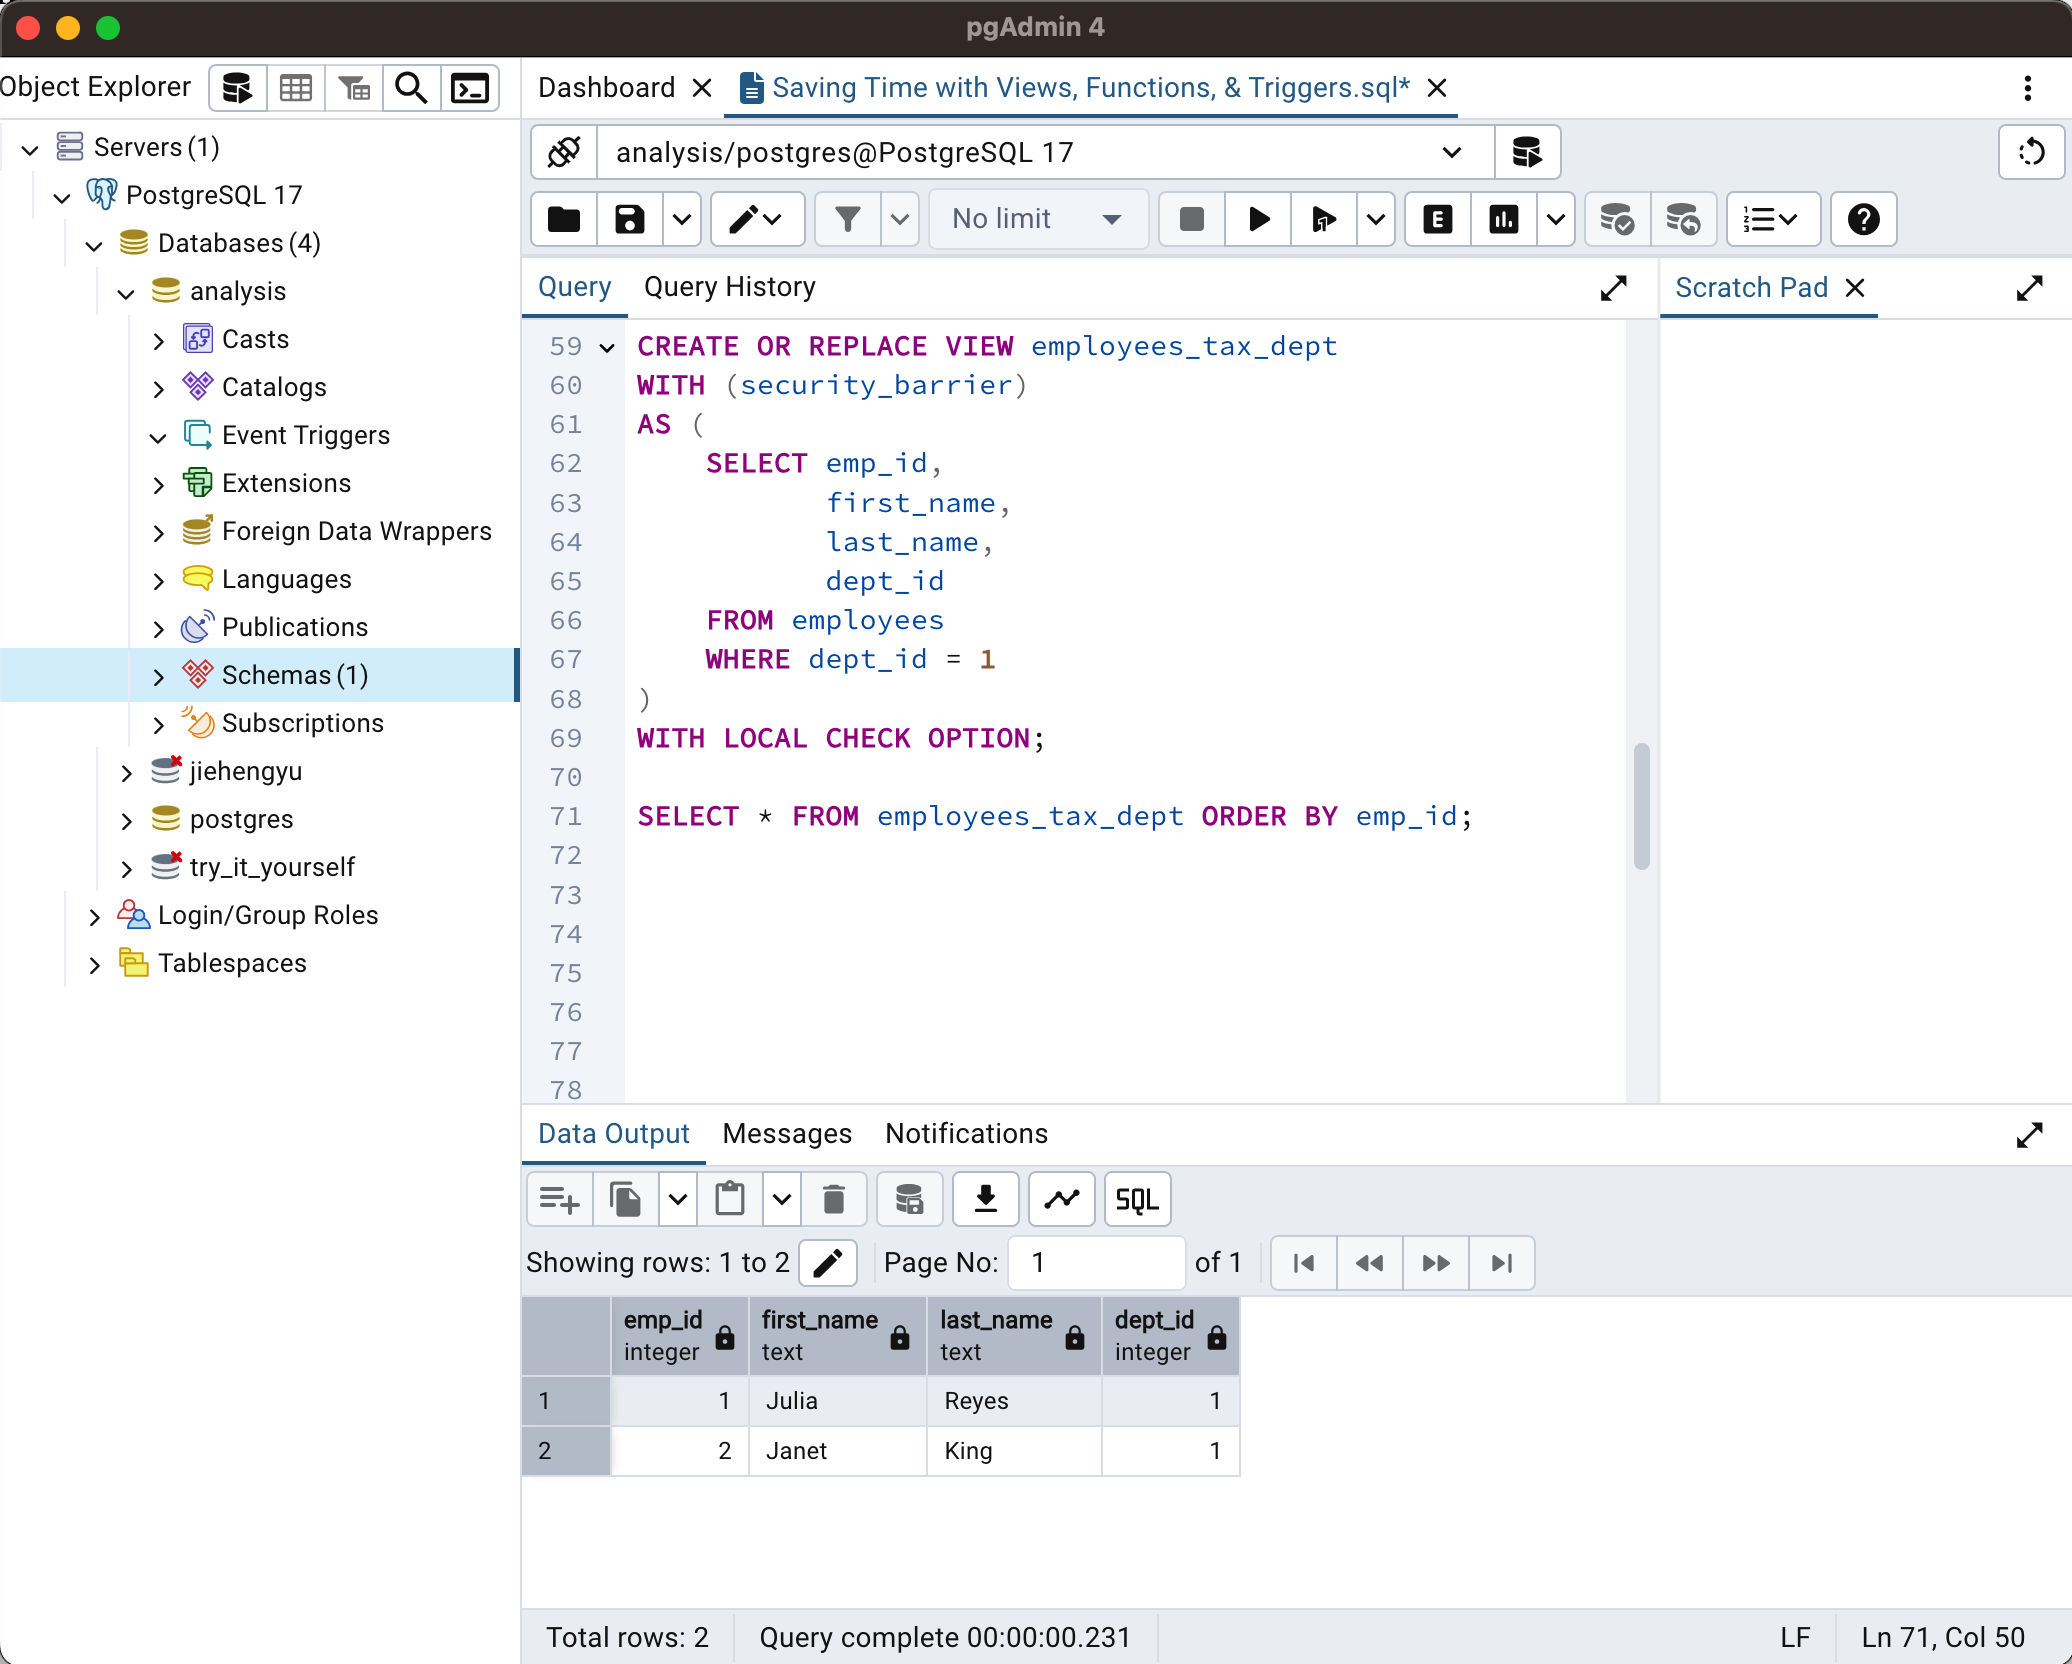 pgAdmin 4
Object Explorer
Servers (1)
PostgreSQL 17
Databases (4)
analysis
Casts
Catalogs
Event Triggers
Extensions
Foreign Data Wrappers
Languages
Publications
Schemas (1)
Subscriptions
jiehengyu
postgres
try_it_yourself
Login/Group Roles
Tablespaces
Dashboard
Saving Time with Views, Functions, & Triggers.sql*
analysis/postgres@PostgreSQL 17
No limit
E
Query Query History
Scratch Pad
59 CREATE OR REPLACE VIEW employees_tax_dept
60 WITH (security_barrier)
61 AS (
62 SELECT emp_id,
63 first_name,
64 last_name,
65 dept_id
66 FROM employees
67 WHERE dept_id = 1
68 )
69 WITH LOCAL CHECK OPTION;
70
71 SELECT * FROM employees_tax_dept ORDER BY emp_id;
72
73
74
75
76
77
78
Data Output Messages Notifications
SQL
Showing rows: 1 to 2 Page No: 1 of 1
emp_id first_name last_name dept_id
integer text text integer
1 1 Julia Reyes 1
2 2 Janet King 1
Total rows: 2 Query complete 00:00:00.231 LF Ln 71, Col 50